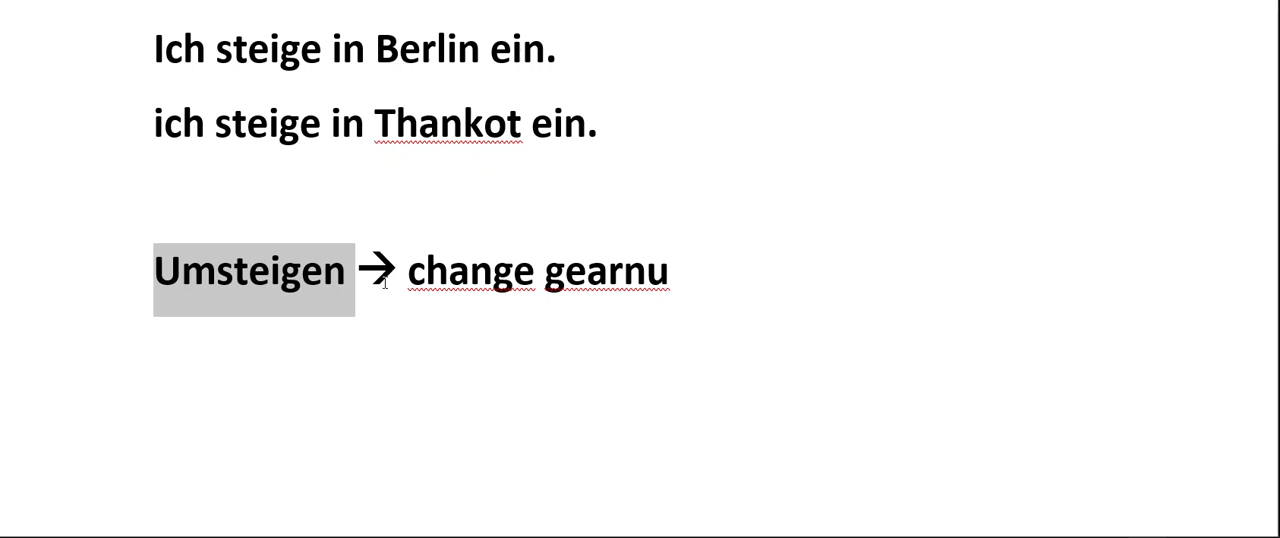 Ich steige in Berlin ein.
ich steige in Thankot ein.
Umsteigen → change gearnu